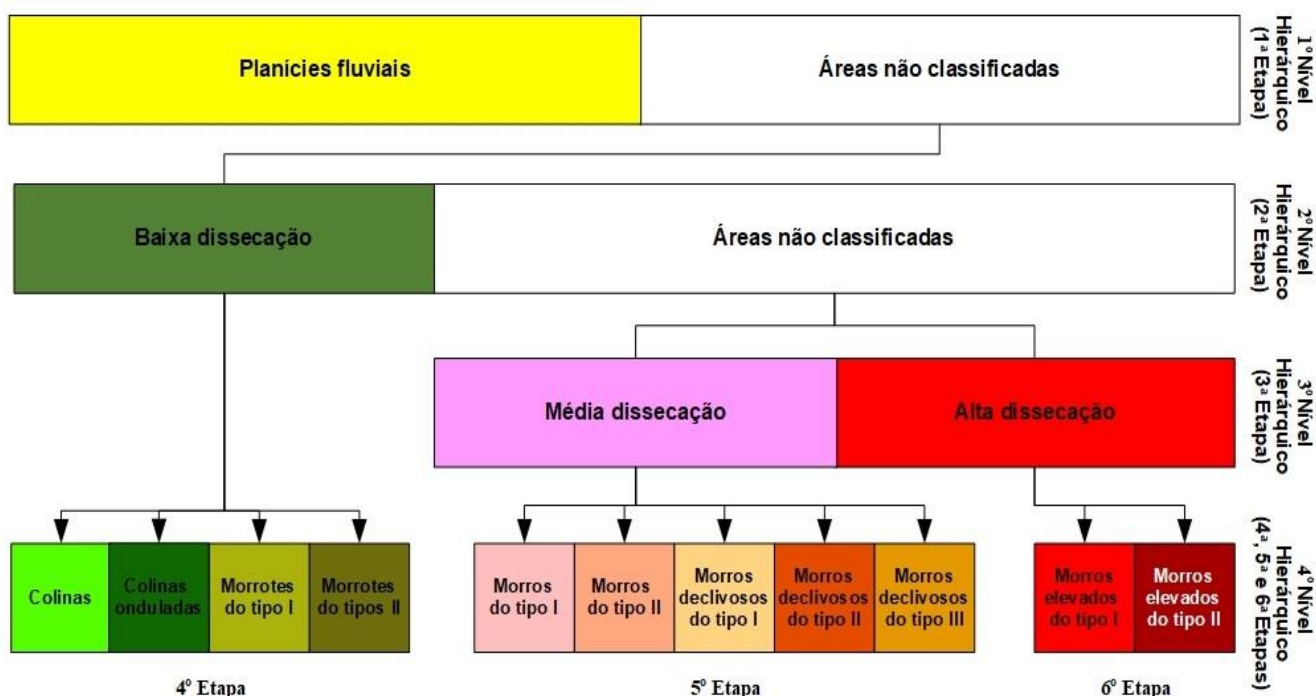 Planícies fluviais
Áreas não classificadas
1º Nível
Hierárquico
(1ª Etapa)
Baixa dissecação
Áreas não classificadas
2º Nível
Hierárquico
(2ª Etapa)
Média dissecação
Alta dissecação
3º Nível
Hierárquico
(3ª Etapa)
Colinas
Colinas
onduladas
Morrotes
do tipo I
Morrotes
do tipos II
Morros
do tipo I
Morros
do tipo II
Morros
declivosos
do tipo I
Morros
declivosos
do tipo II
Morros
declivosos
do tipo III
Morros
elevados
do tipo I
Morros
elevados
do tipo II
4º Nível
Hierárquico
(4ª, 5ª e 6ª Etapas)
4º Etapa
5º Etapa
6º Etapa